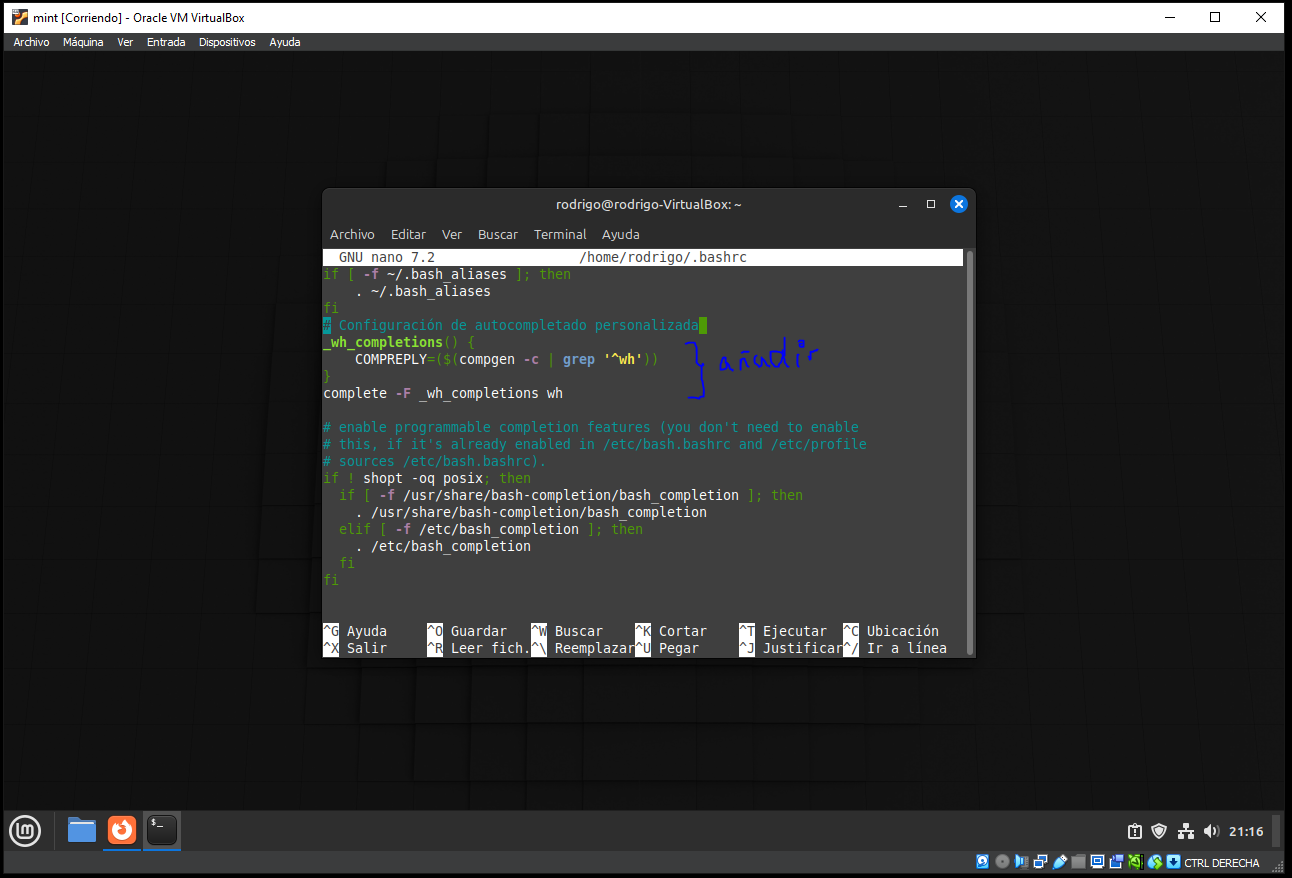 mint [Corriendo] - Oracle VM VirtualBox
Archivo Máquina Ver Entrada Dispositivos Ayuda
rodrigo@rodrigo-VirtualBox: ~
Archivo Editar Ver Buscar Terminal Ayuda
GNU nano 7.2 /home/rodrigo/.bashrc
if [ -f ~/.bash_aliases ]; then
    . ~/.bash_aliases
fi
# Configuración de autocompletado personalizada
_wh_completions() {
    COMPREPLY=($(compgen -c | grep '^wh'))
}
añadir
complete -F _wh_completions wh
# enable programmable completion features (you don't need to enable
# this, if it's already enabled in /etc/bash.bashrc and /etc/profile
# sources /etc/bash.bashrc).
if ! shopt -oq posix; then
  if [ -f /usr/share/bash-completion/bash_completion ]; then
    . /usr/share/bash-completion/bash_completion
  elif [ -f /etc/bash_completion ]; then
    . /etc/bash_completion
  fi
fi
^G Ayuda ^O Guardar ^W Buscar ^K Cortar ^T Ejecutar ^C Ubicación
^X Salir ^R Leer fich. ^\ Reemplazar ^U Pegar ^J Justificar ^/ Ir a línea
$_
21:16
CTRL DERECHA